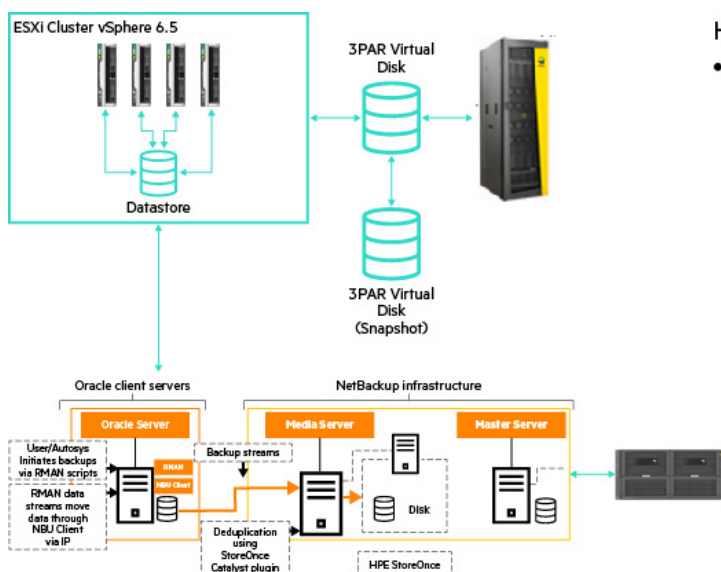 ESXi Cluster vSphere 6.5
Datastore
3PAR Virtual
Disk
3PAR Virtual
Disk
(Snapshot)
H
•
Oracle client servers
NetBackup infrastructure
Oracle Server
Media Server
Master Server
User/Autosys
Initiates backups
via RMAN scripts
RMAN
NBU Client
RMAN data
streams move
data through
NBU Client
via IP
Backup streams
Disk
Deduplication
using
StoreOnce
Catalyst plugin
HPE StoreOnce